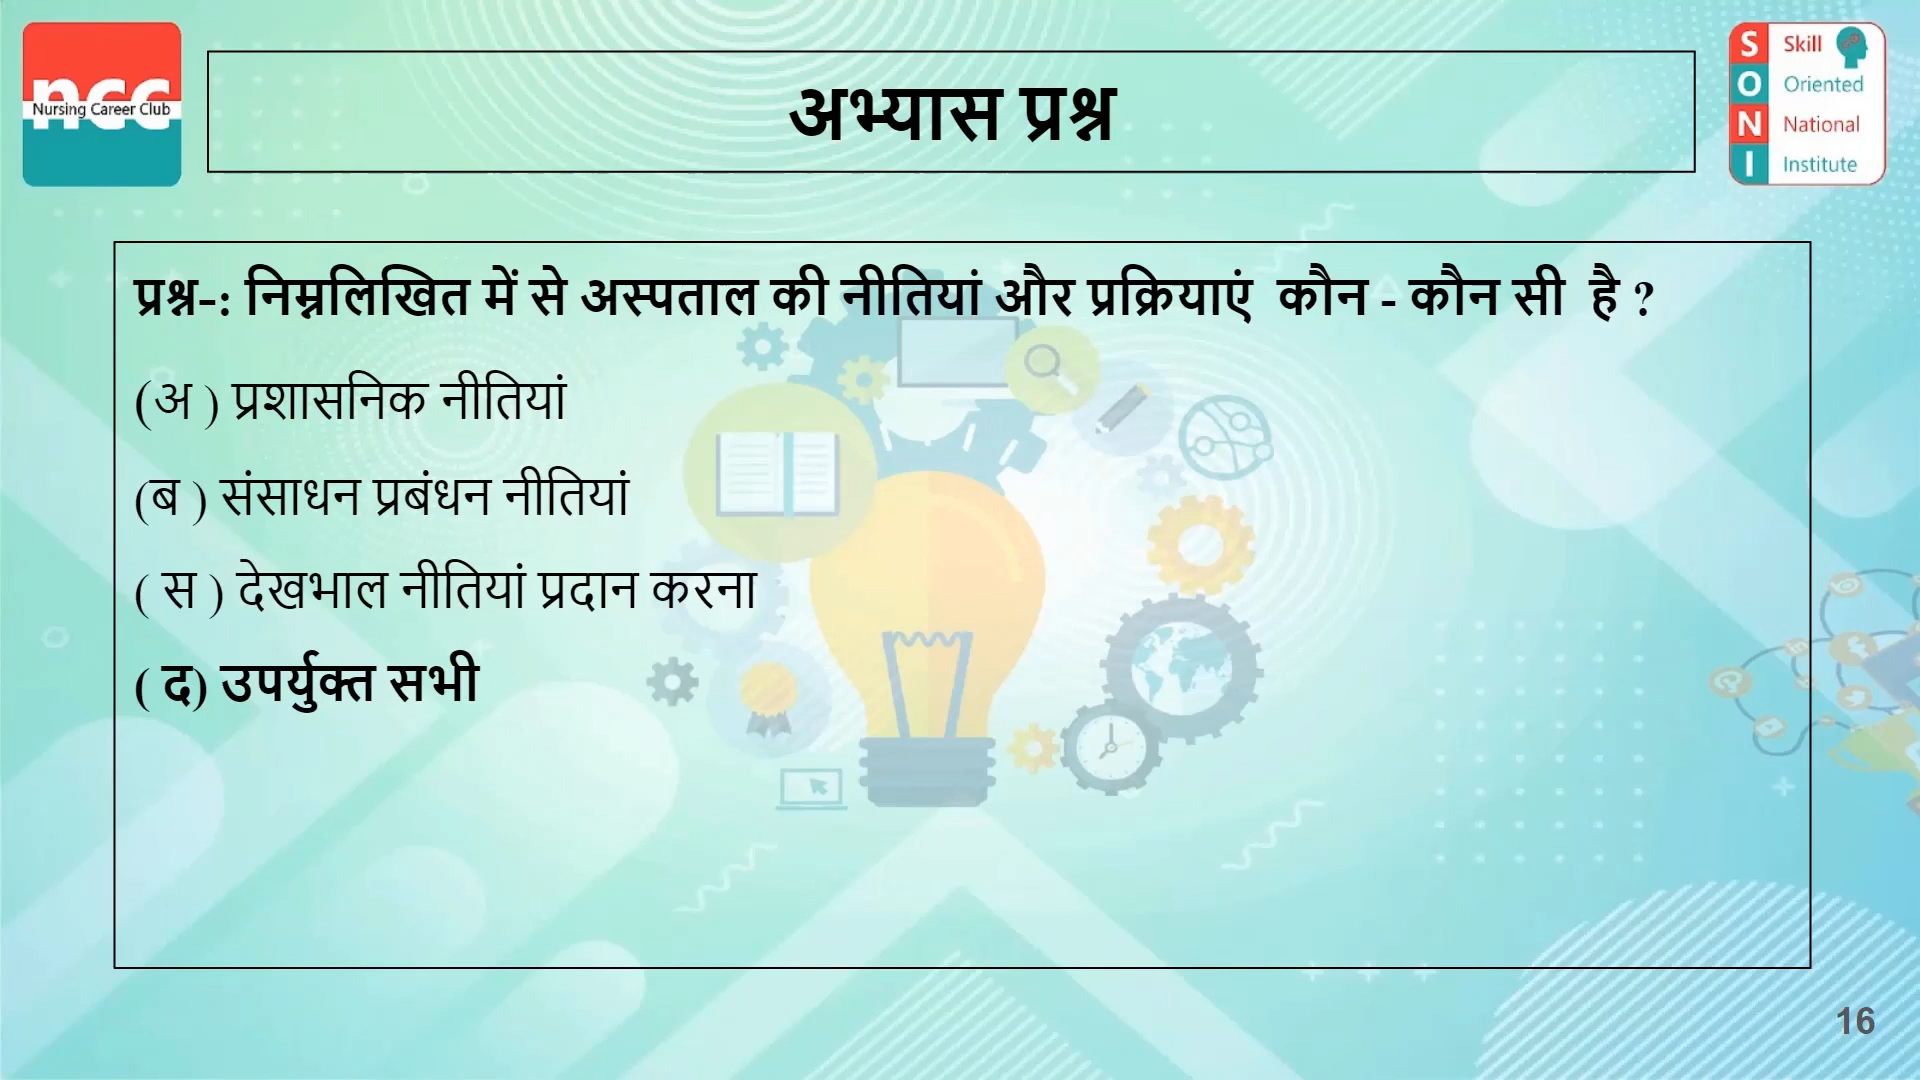 ncc
Nursing Career Club
अभ्यास प्रश्न
S Skill
O Oriented
N National
I Institute
प्रश्न-: निम्नलिखित में से अस्पताल की नीतियां और प्रक्रियाएं कौन - कौन सी है ?
(अ ) प्रशासनिक नीतियां
(ब ) संसाधन प्रबंधन नीतियां
( स ) देखभाल नीतियां प्रदान करना
( द) उपर्युक्त सभी
16